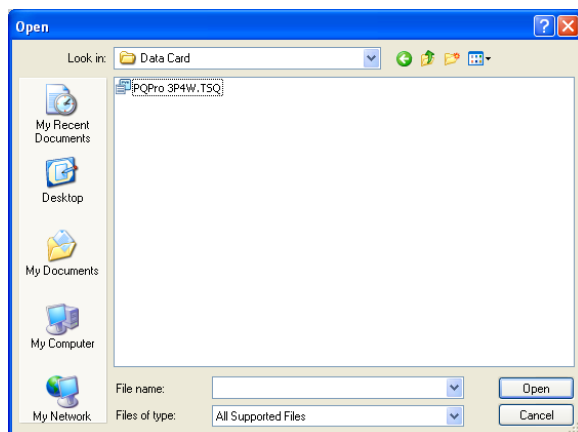 Open
Look in:
Data Card
PQPro 3P4W.TSQ
My Recent
Documents
Desktop
My Documents
My Computer
My Network
File name:
Open
Files of type:
All Supported Files
Cancel